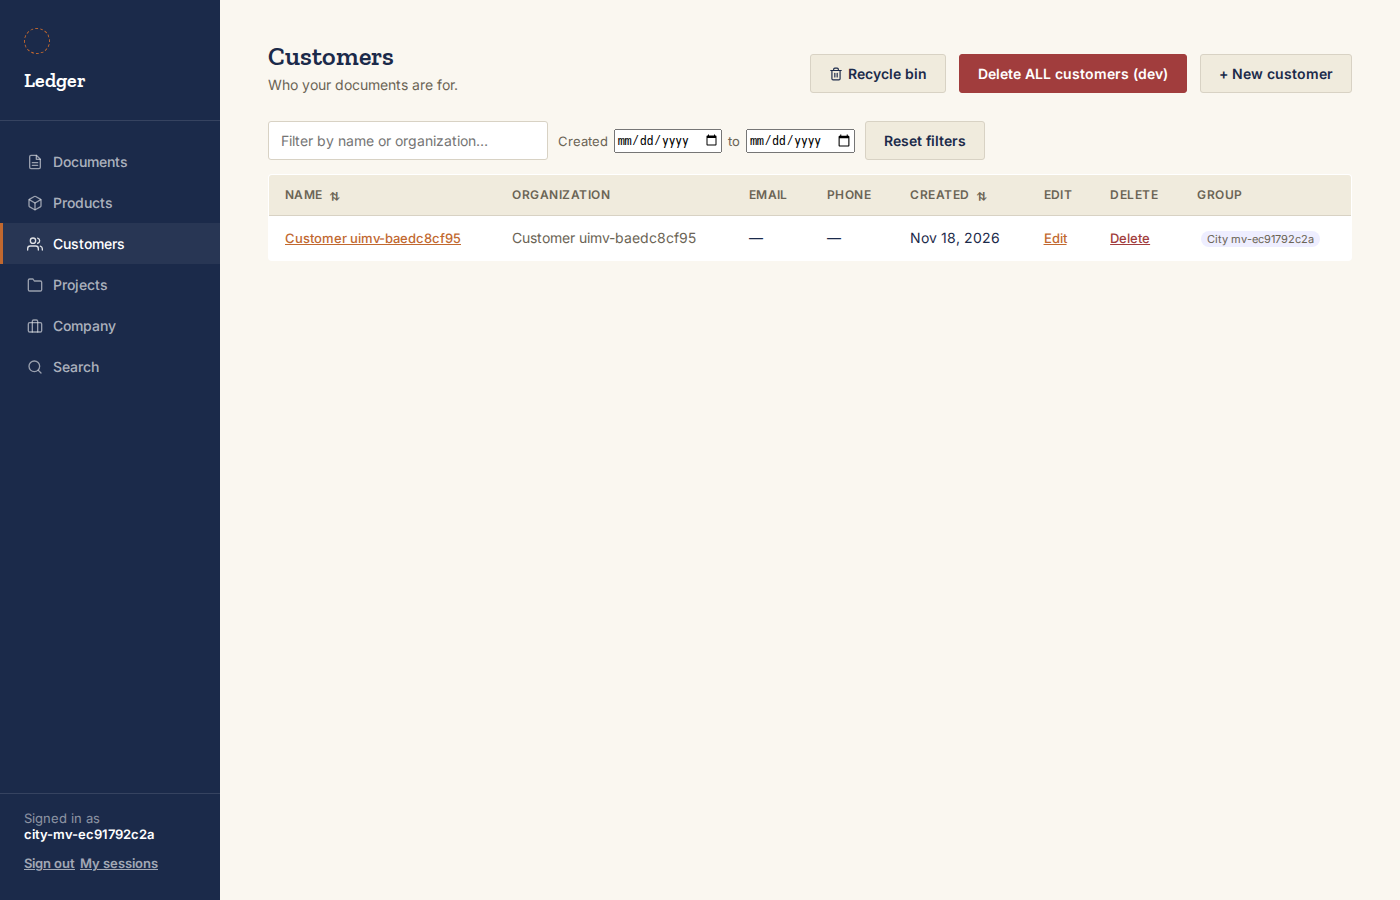 Ledger
Documents
Products
Customers
Projects
Company
Search
Signed in as
city-mv-ec91792c2a
Sign out My sessions
Customers
Who your documents are for.
Recycle bin Delete ALL customers (dev) + New customer
Filter by name or organization... Created mm/dd/yyyy to mm/dd/yyyy Reset filters
NAME ⇅ ORGANIZATION EMAIL PHONE CREATED ⇅ EDIT DELETE GROUP
Customer uimv-baedc8cf95 Customer uimv-baedc8cf95 — — Nov 18, 2026 Edit Delete City mv-ec91792c2a